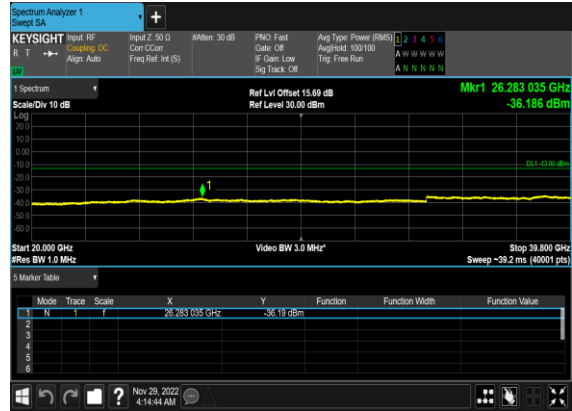 Spectrum Analyzer 1
Swept SA
+
KEYSIGHT Input: RF Input Z: 50 Ω #Atten: 30 dB PNO: Fast Avg Type: Power (RMS) 1 2 3 4 5 6
R T Coupling: DC Corr CCorr Gate: Off Avg|Hold: 100/100 A W W W W W
Align: Auto Freq Ref: Int (S) IF Gain: Low Trig: Free Run
Sig Track: Off A N N N N N
1 Spectrum Ref Lvl Offset 15.69 dB Mkr1 26.283 035 GHz
Scale/Div 10 dB Ref Level 30.00 dBm -36.186 dBm
Log
20.0
10.0
0.00
-10.0 DL1 -13.00 dBm
-20.0
-30.0 1
-40.0
-50.0
-60.0
Start 20.000 GHz Video BW 3.0 MHz* Stop 39.800 GHz
#Res BW 1.0 MHz Sweep ~39.2 ms (40001 pts)
5 Marker Table
Mode Trace Scale X Y Function Function Width Function Value
1 N 1 f 26.283 035 GHz -36.19 dBm
2
3
4
5
6
? Nov 29, 2022
4:14:44 AM